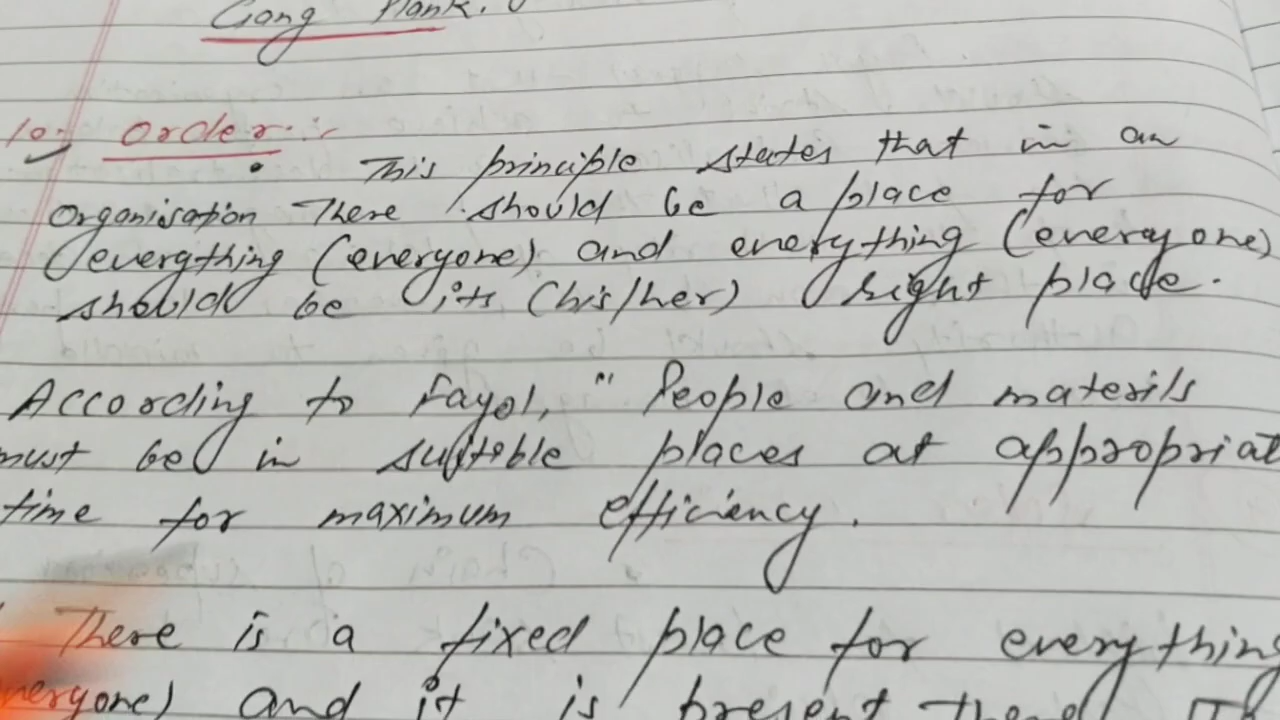 Gang Plank.
10:- Order :-
This principle states that in an
organisation There should be a place for
everything (everyone) and everything (everyone)
should be its (his/her) right place.
According to Fayol, " People and materils
must be in suitable places at appropriat
time for maximum efficiency.
There is a fixed place for everything
everyone) and it is present there